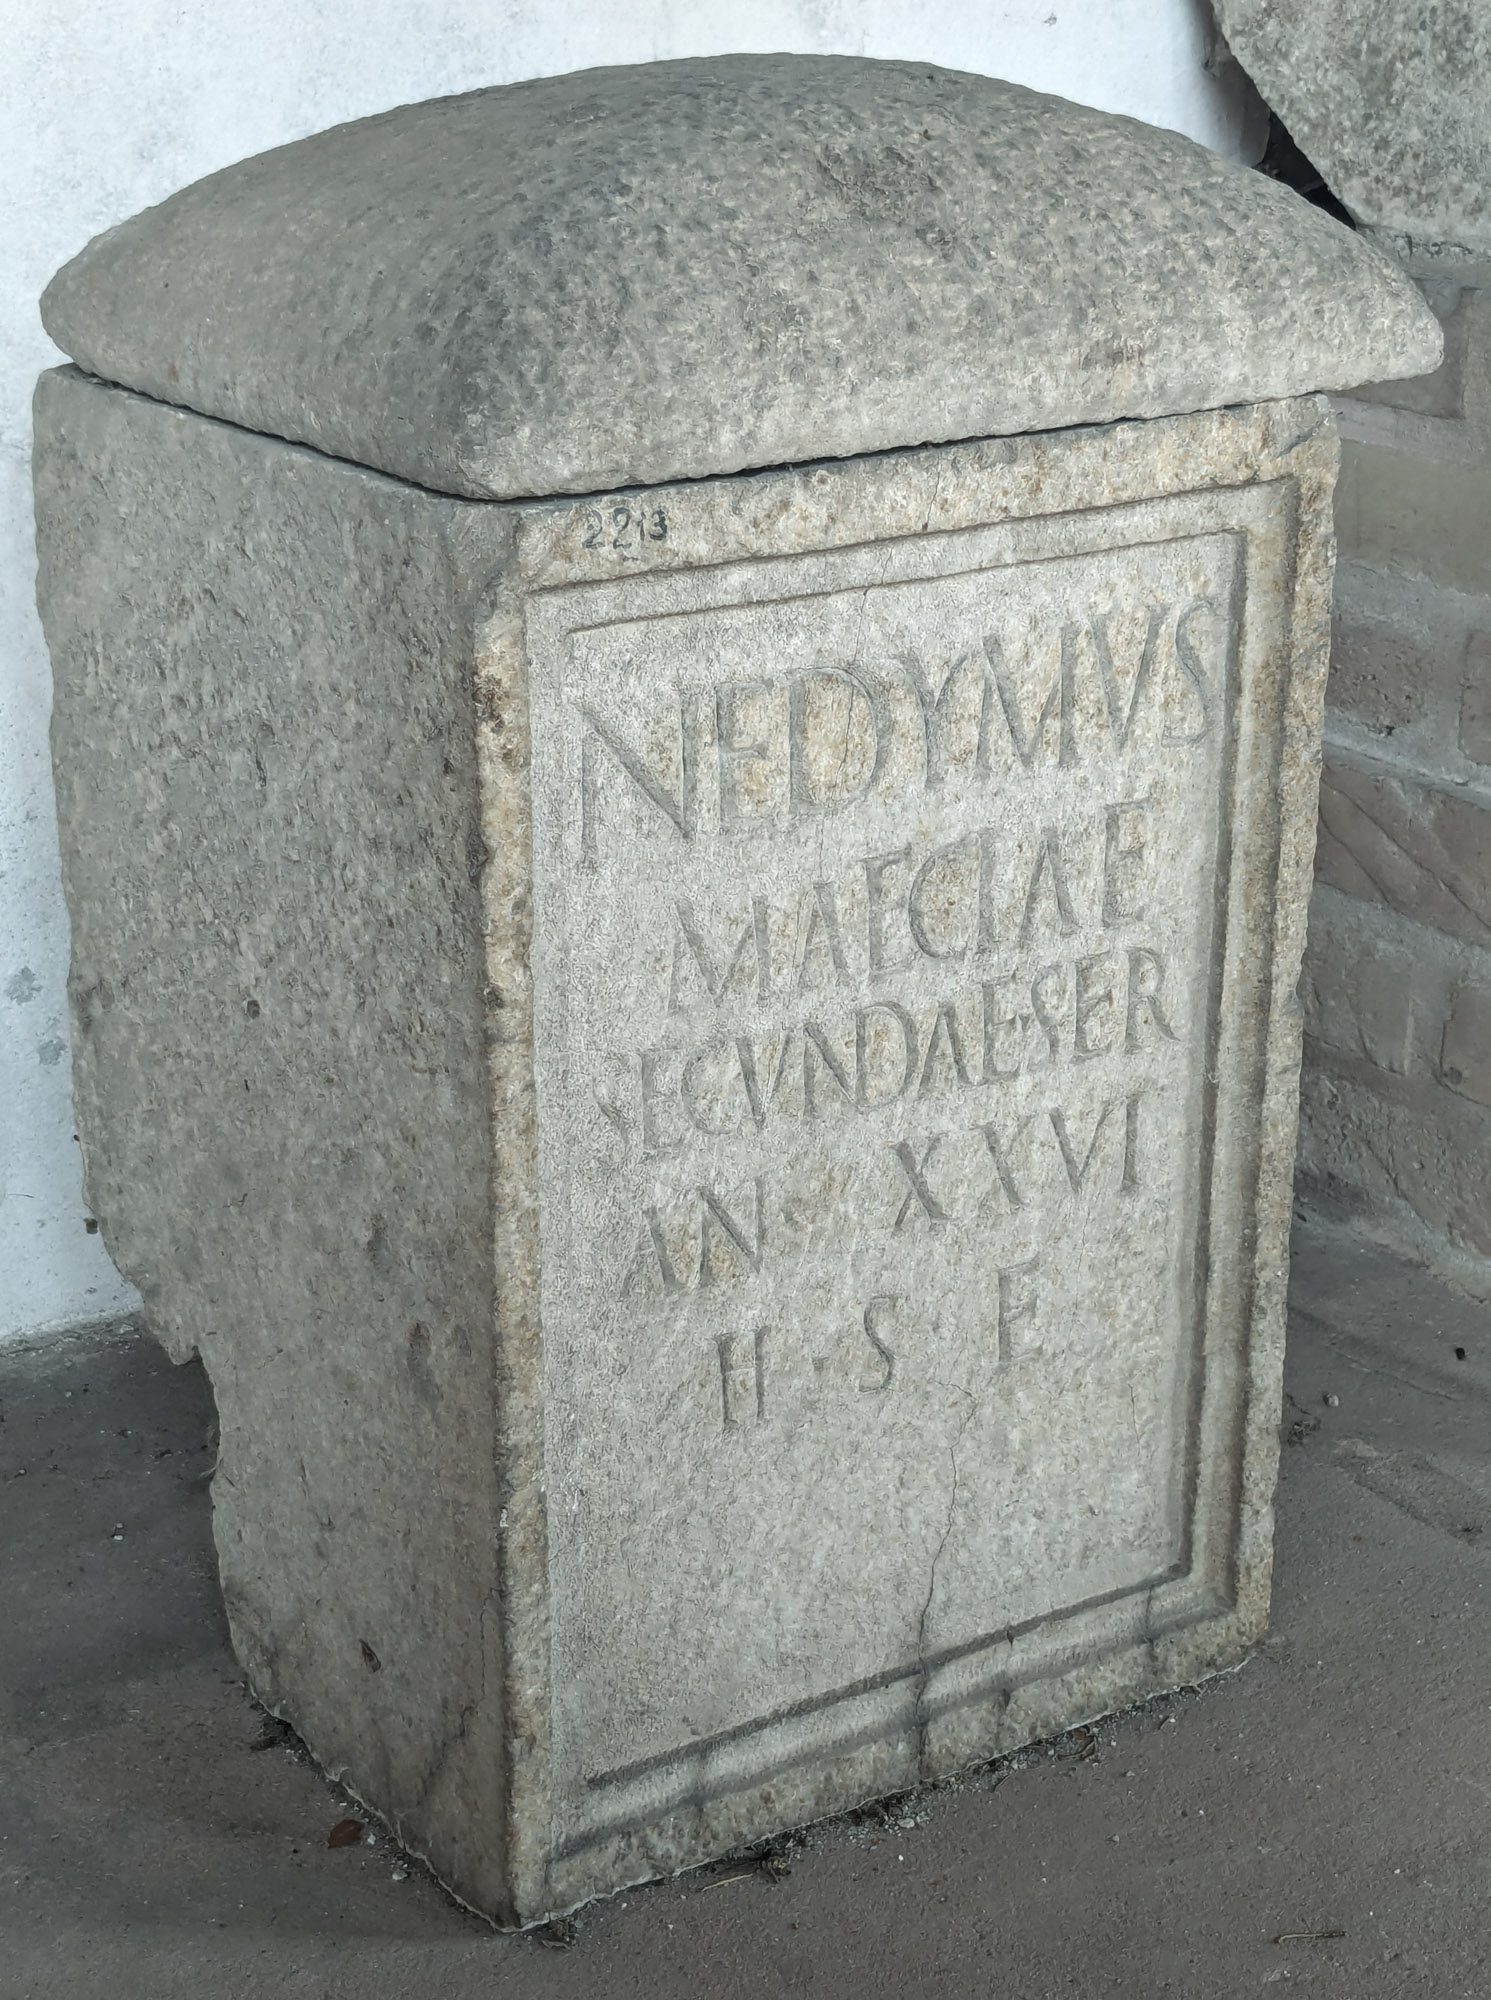 2213
NEDYMVS
MAECIAE
SECVNDAE·SER
AN· XXVI
H · S · E